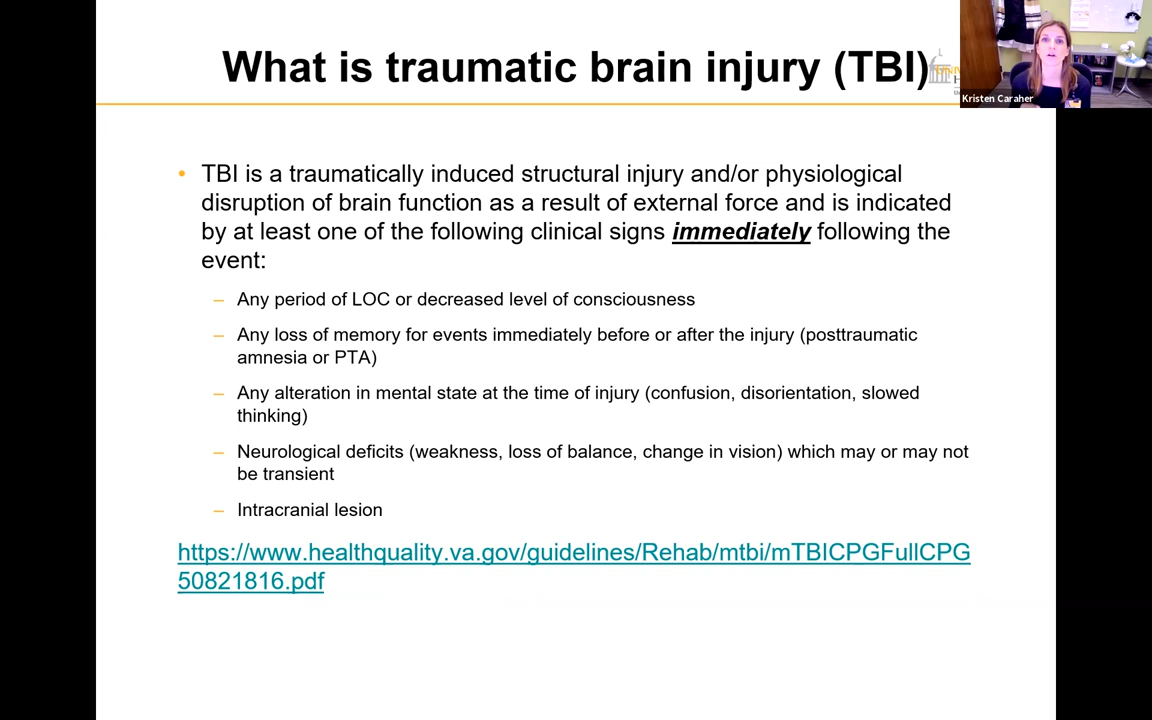 What is traumatic brain injury (TBI)
Kristen Caraher
• TBI is a traumatically induced structural injury and/or physiological
disruption of brain function as a result of external force and is indicated
by at least one of the following clinical signs immediately following the
event:
– Any period of LOC or decreased level of consciousness
– Any loss of memory for events immediately before or after the injury (posttraumatic
amnesia or PTA)
– Any alteration in mental state at the time of injury (confusion, disorientation, slowed
thinking)
– Neurological deficits (weakness, loss of balance, change in vision) which may or may not
be transient
– Intracranial lesion
https://www.healthquality.va.gov/guidelines/Rehab/mtbi/mTBICPGFullCPG
50821816.pdf